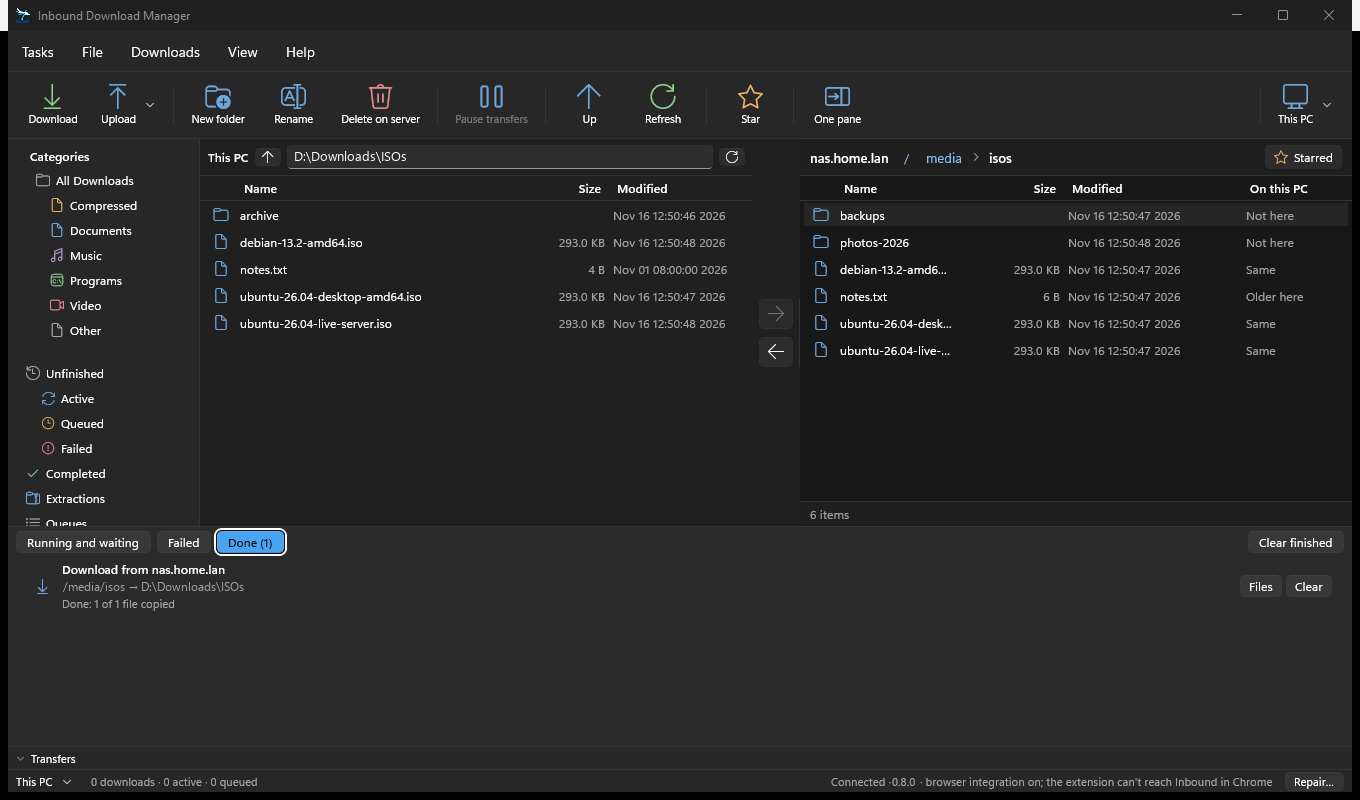 Inbound Download Manager
Tasks File Downloads View Help
Download Upload New folder Rename Delete on server Pause transfers Up Refresh Star One pane This PC
Categories
All Downloads
Compressed
Documents
Music
Programs
Video
Other
Unfinished
Active
Queued
Failed
Completed
Extractions
Queues
This PC D:\Downloads\ISOs
Name Size Modified
archive Nov 16 12:50:46 2026
debian-13.2-amd64.iso 293.0 KB Nov 16 12:50:48 2026
notes.txt 4 B Nov 01 08:00:00 2026
ubuntu-26.04-desktop-amd64.iso 293.0 KB Nov 16 12:50:47 2026
ubuntu-26.04-live-server.iso 293.0 KB Nov 16 12:50:48 2026
nas.home.lan / media > isos Starred
Name Size Modified On this PC
backups Nov 16 12:50:47 2026 Not here
photos-2026 Nov 16 12:50:48 2026 Not here
debian-13.2-amd6... 293.0 KB Nov 16 12:50:47 2026 Same
notes.txt 6 B Nov 16 12:50:47 2026 Older here
ubuntu-26.04-desk... 293.0 KB Nov 16 12:50:47 2026 Same
ubuntu-26.04-live-... 293.0 KB Nov 16 12:50:47 2026 Same
6 items
Running and waiting Failed Done (1) Clear finished
Download from nas.home.lan
/media/isos → D:\Downloads\ISOs
Done: 1 of 1 file copied
Files Clear
Transfers
This PC 0 downloads · 0 active · 0 queued Connected ·0.8.0 · browser integration on; the extension can't reach Inbound in Chrome Repair...